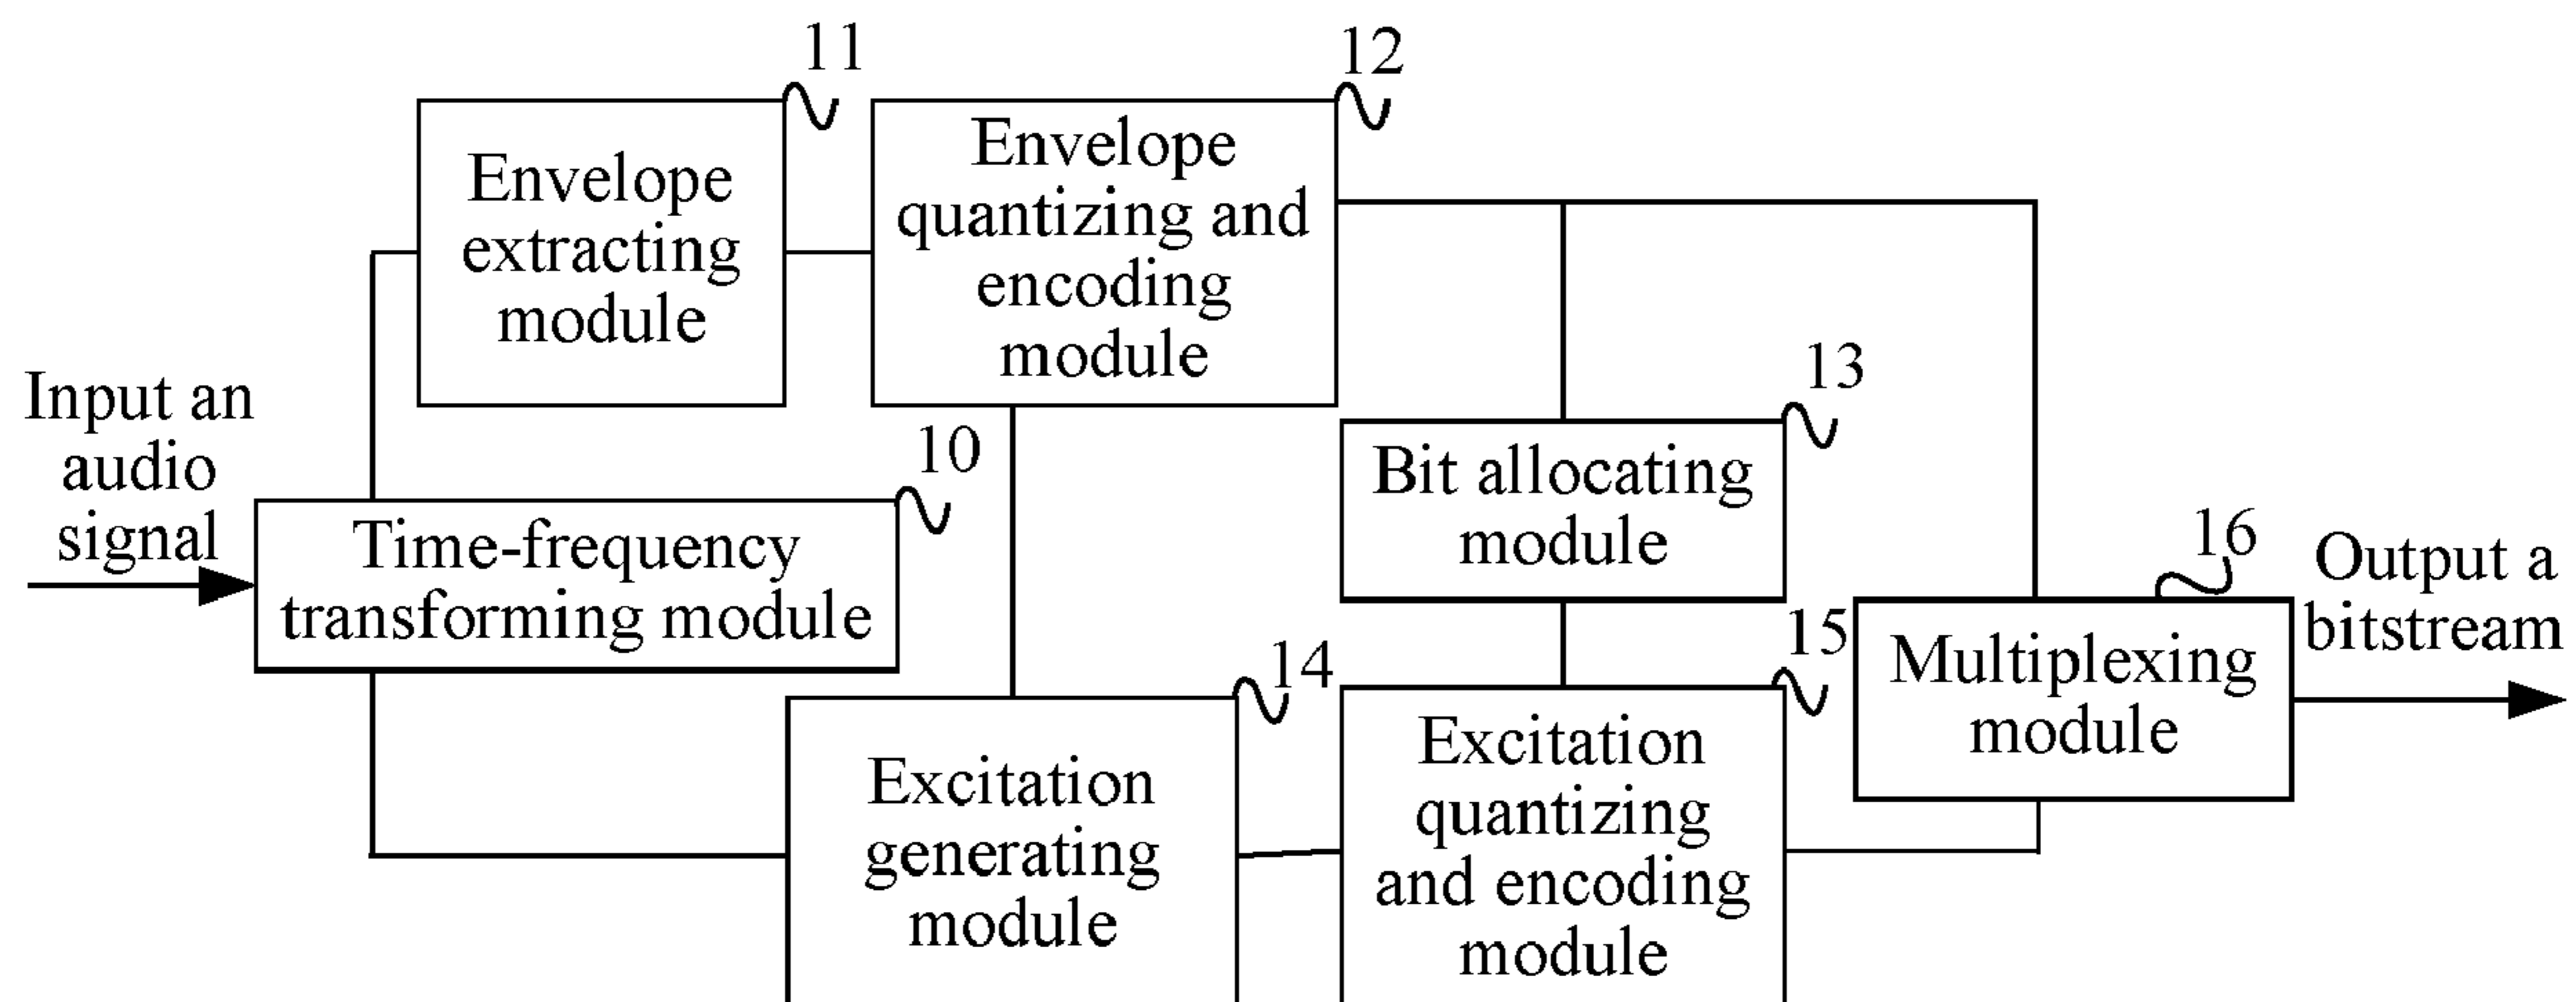 11
Envelope
extracting
module
12
Envelope
quantizing and
encoding
module
Input an
audio
signal
10
Time-frequency
transforming module
13
Bit allocating
module
14
Excitation
generating
module
15
Excitation
quantizing
and encoding
module
16
Multiplexing
module
Output a
bitstream